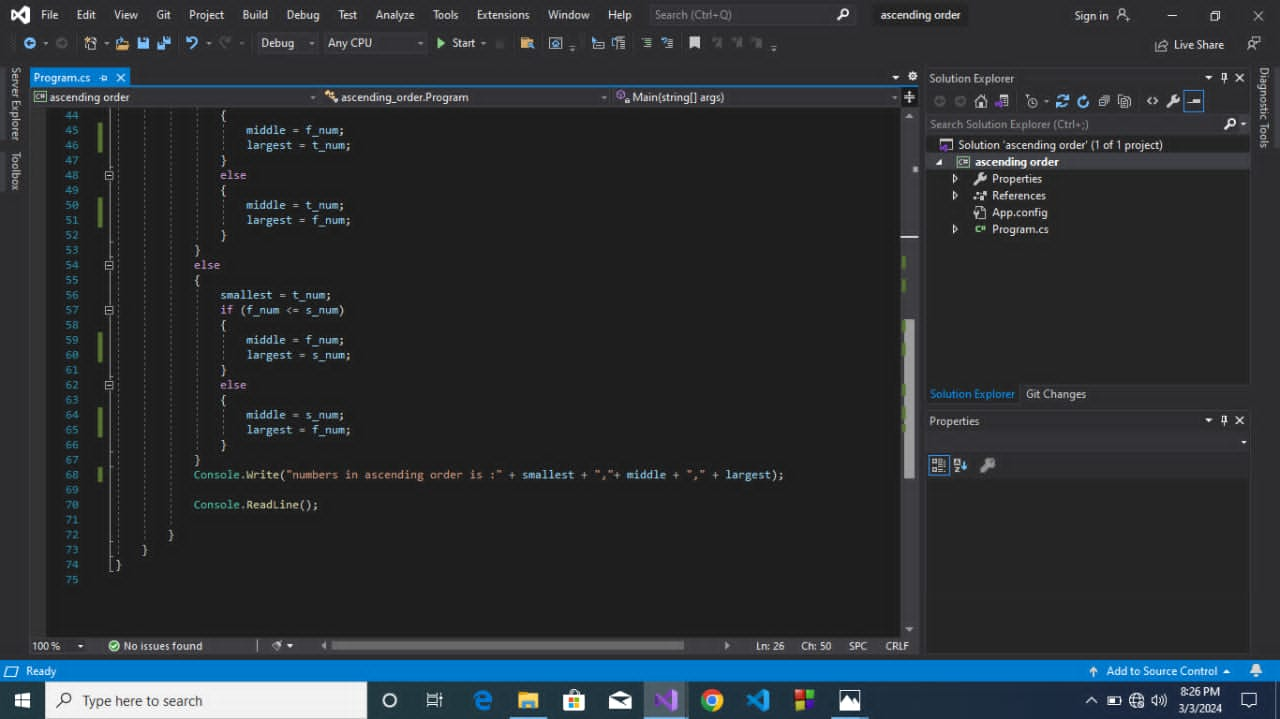 File Edit View Git Project Build Debug Test Analyze Tools Extensions Window Help Search (Ctrl+Q) ascending order Sign in
Debug Any CPU Start Live Share
Server Explorer
Toolbox
Program.cs
ascending order ascending_order.Program Main(string[] args)
44 {
45 middle = f_num;
46 largest = t_num;
47 }
48 else
49 {
50 middle = t_num;
51 largest = f_num;
52 }
53 }
54 else
55 {
56 smallest = t_num;
57 if (f_num <= s_num)
58 {
59 middle = f_num;
60 largest = s_num;
61 }
62 else
63 {
64 middle = s_num;
65 largest = f_num;
66 }
67 }
68 Console.Write("numbers in ascending order is :" + smallest + ","+ middle + "," + largest);
69
70 Console.ReadLine();
71
72 }
73 }
74 }
75
100 % No issues found Ln: 26 Ch: 50 SPC CRLF
Solution Explorer
Search Solution Explorer (Ctrl+;)
Solution 'ascending order' (1 of 1 project)
C# ascending order
Properties
References
App.config
C# Program.cs
Solution Explorer Git Changes
Properties
Diagnostic Tools
Ready Add to Source Control
Type here to search
8:26 PM
3/3/2024